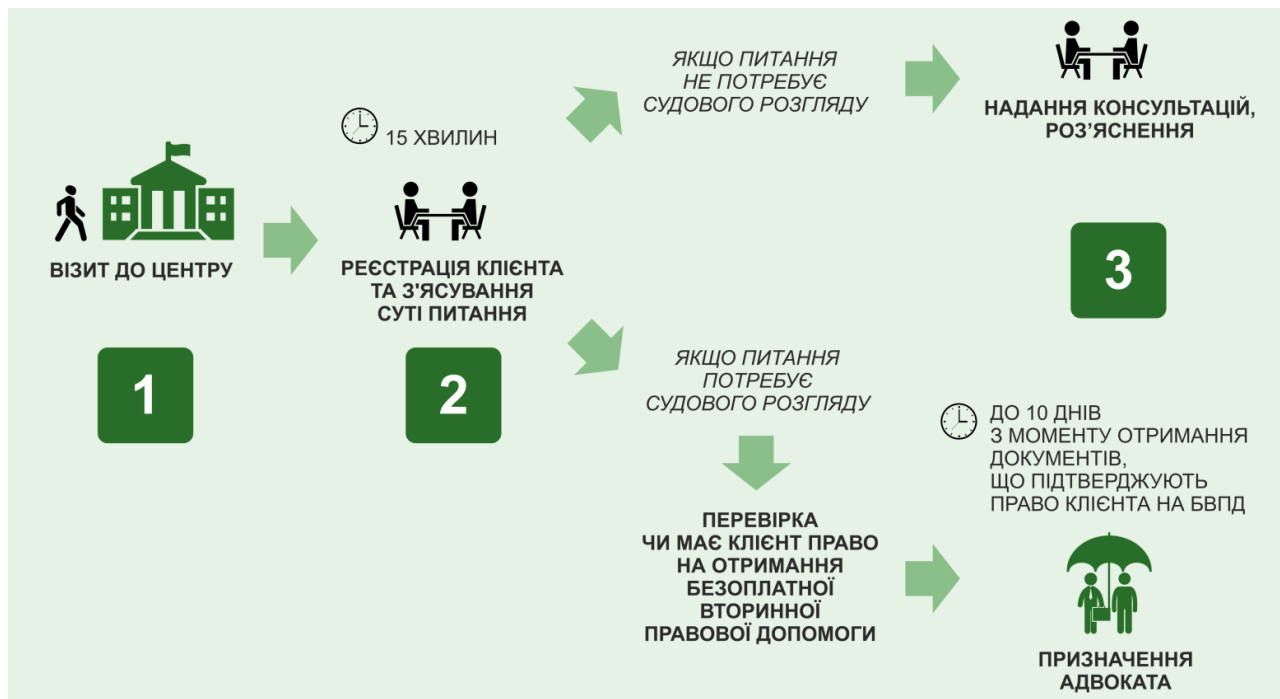 ВІЗИТ ДО ЦЕНТРУ
1
15 ХВИЛИН
РЕЄСТРАЦІЯ КЛІЄНТА
ТА З'ЯСУВАННЯ
СУТІ ПИТАННЯ
2
ЯКЩО ПИТАННЯ
НЕ ПОТРЕБУЄ
СУДОВОГО РОЗГЛЯДУ
НАДАННЯ КОНСУЛЬТАЦІЙ,
РОЗ’ЯСНЕННЯ
3
ЯКЩО ПИТАННЯ
ПОТРЕБУЄ
СУДОВОГО РОЗГЛЯДУ
ПЕРЕВІРКА
ЧИ МАЄ КЛІЄНТ ПРАВО
НА ОТРИМАННЯ
БЕЗОПЛАТНОЇ
ВТОРИННОЇ
ПРАВОВОЇ ДОПОМОГИ
ДО 10 ДНІВ
З МОМЕНТУ ОТРИМАННЯ
ДОКУМЕНТІВ,
ЩО ПІДТВЕРДЖУЮТЬ
ПРАВО КЛІЄНТА НА БВПД
ПРИЗНАЧЕННЯ
АДВОКАТА